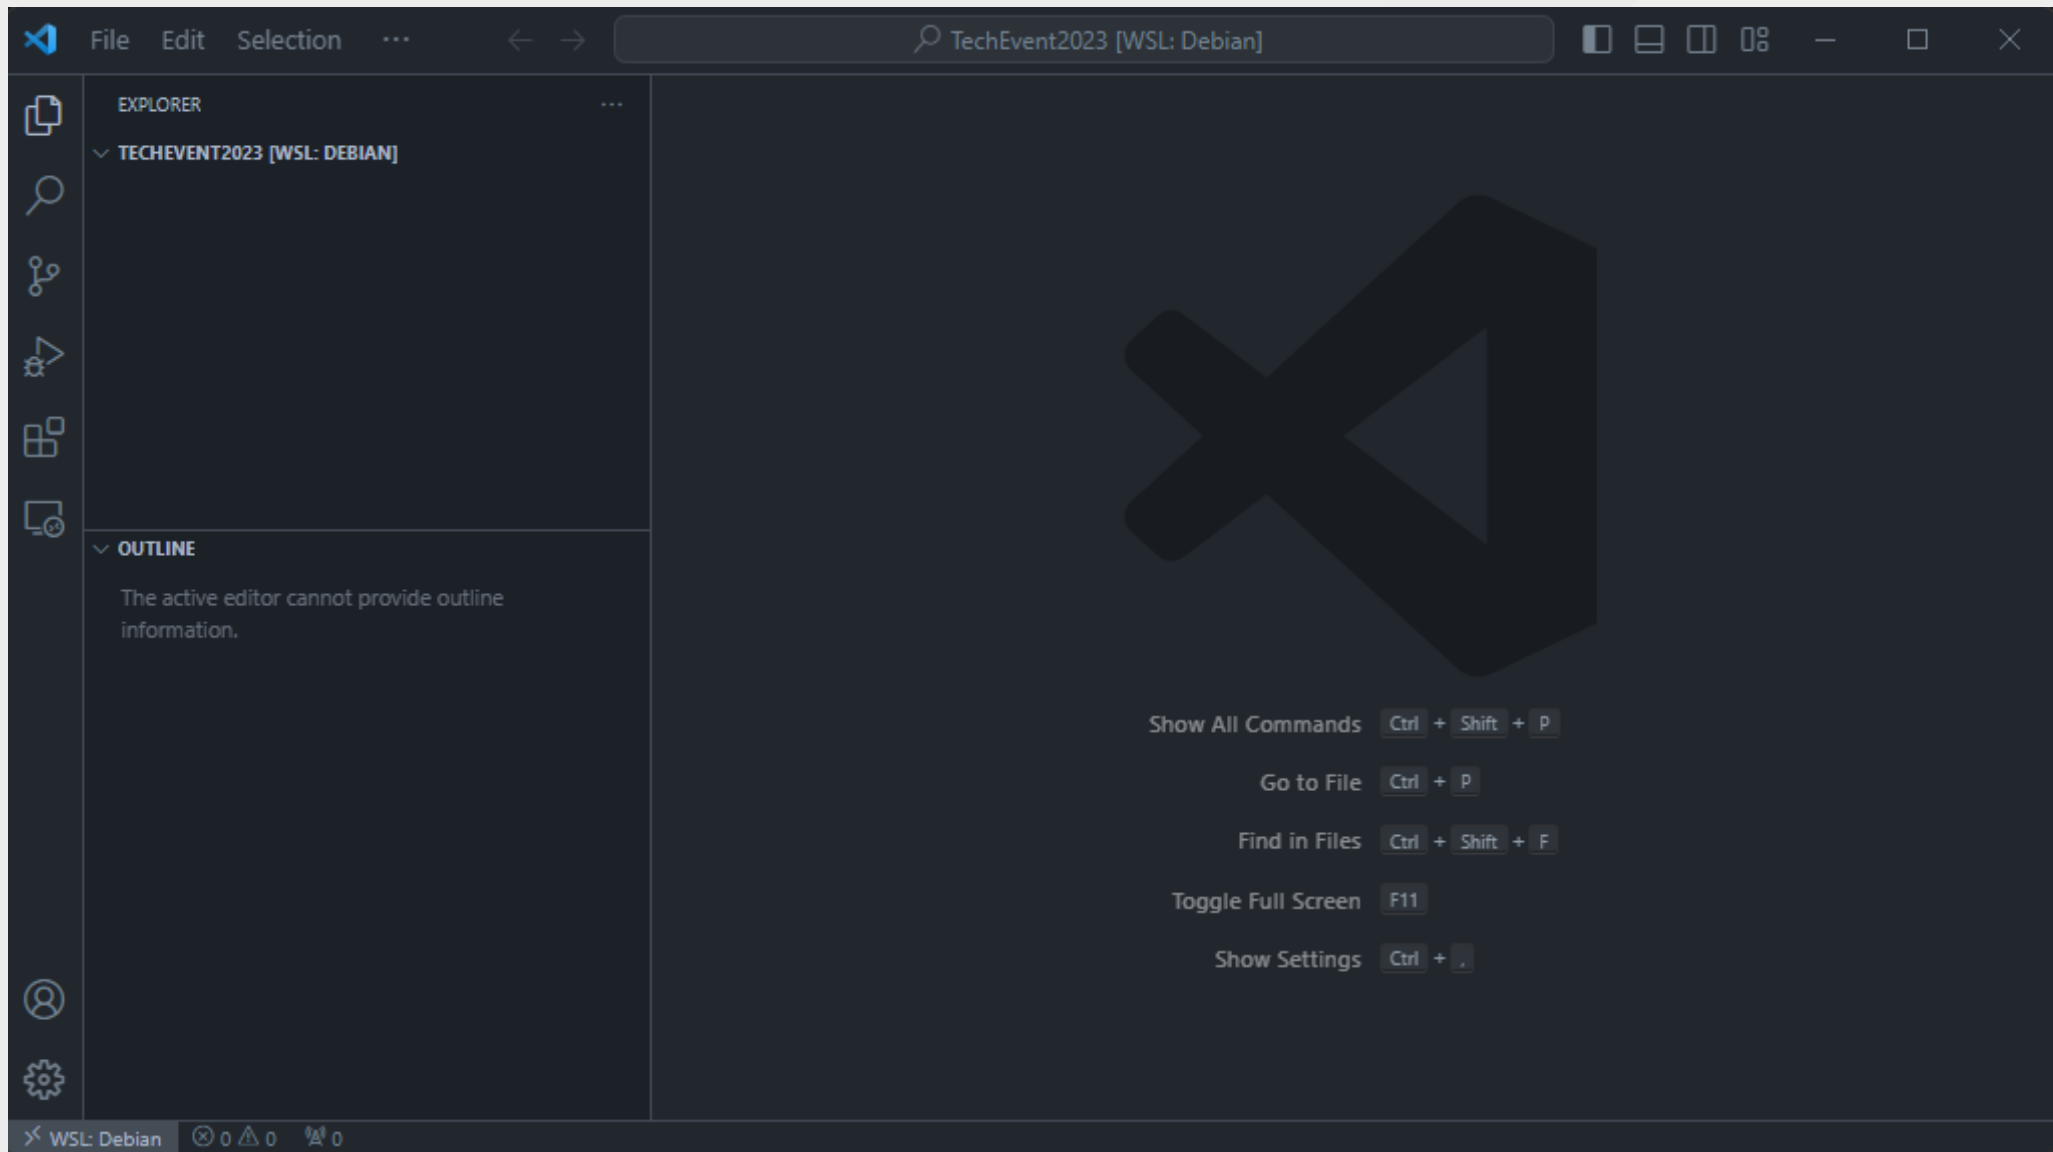 File Edit Selection ···
TechEvent2023 [WSL: Debian]
EXPLORER ···
TECHEVENT2023 [WSL: DEBIAN]
OUTLINE
The active editor cannot provide outline
information.
Show All Commands Ctrl + Shift + P
Go to File Ctrl + P
Find in Files Ctrl + Shift + F
Toggle Full Screen F11
Show Settings Ctrl + ,
WSL: Debian 0 0 0